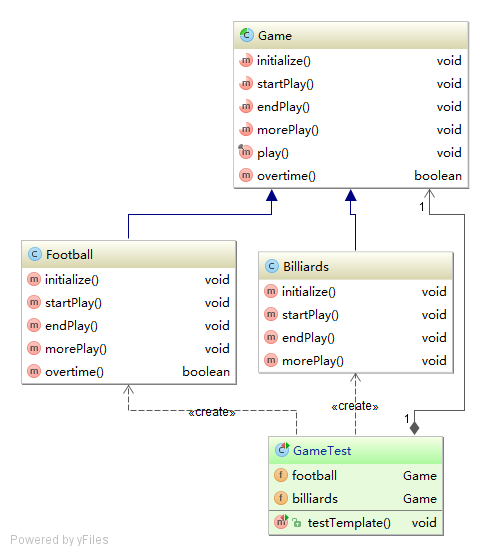 Game
initialize() void
startPlay() void
endPlay() void
morePlay() void
play() void
overtime() boolean
1
Football
initialize() void
startPlay() void
endPlay() void
morePlay() void
overtime() boolean
Billiards
initialize() void
startPlay() void
endPlay() void
morePlay() void
«create»
«create»
1
GameTest
football Game
billiards Game
testTemplate() void
Powered by yFiles